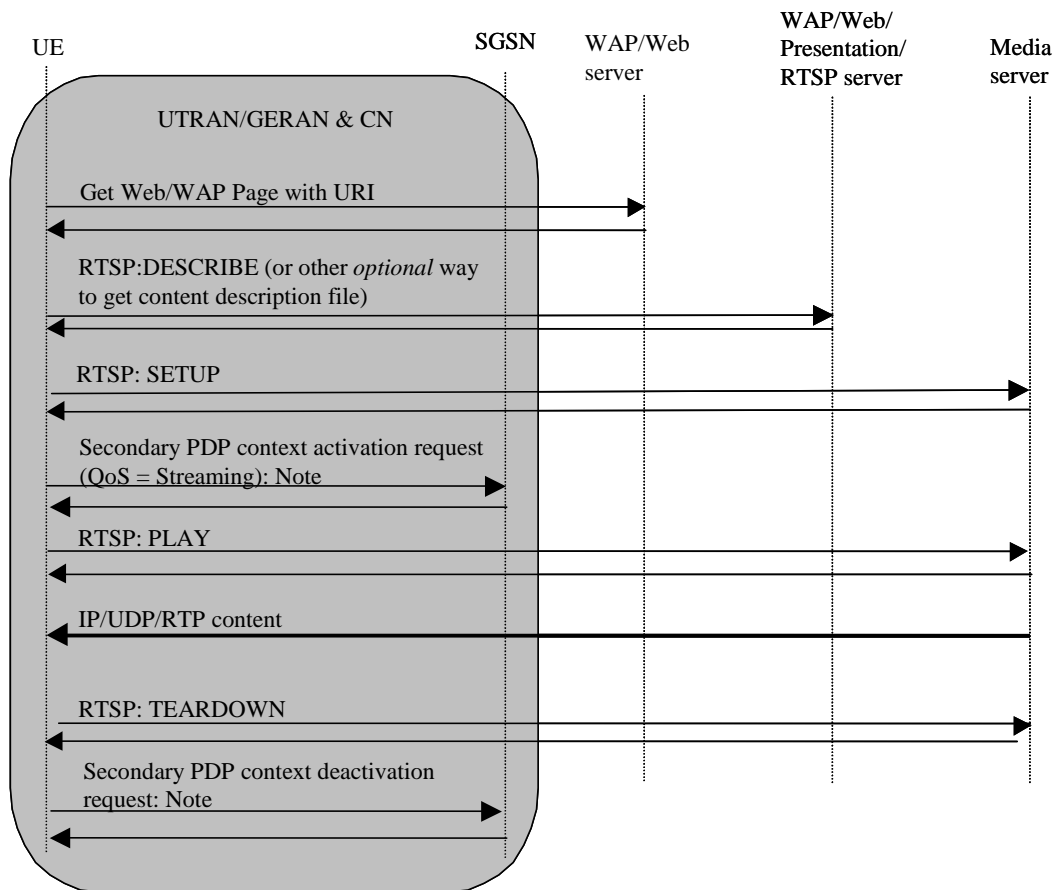 UE
SGSN
WAP/Web
server
WAP/Web/
Presentation/
RTSP server
Media
server
UTRAN/GERAN & CN
Get Web/WAP Page with URI
RTSP:DESCRIBE (or other optional way
to get content description file)
RTSP: SETUP
Secondary PDP context activation request
(QoS = Streaming): Note
RTSP: PLAY
IP/UDP/RTP content
RTSP: TEARDOWN
Secondary PDP context deactivation
request: Note